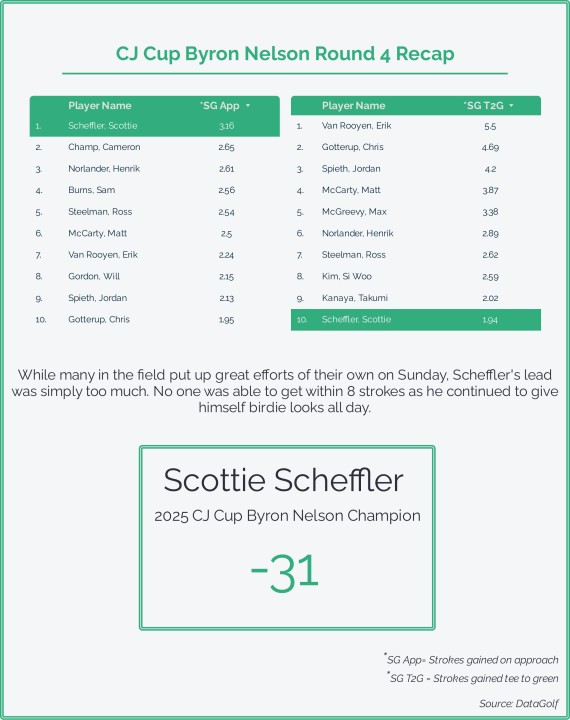 CJ Cup Byron Nelson Round 4 Recap
Player Name *SG App
1. Scheffler, Scottie 3.16
2. Champ, Cameron 2.65
3. Norlander, Henrik 2.61
4. Burns, Sam 2.56
5. Steelman, Ross 2.54
6. McCarty, Matt 2.5
7. Van Rooyen, Erik 2.24
8. Gordon, Will 2.15
9. Spieth, Jordan 2.13
10. Gotterup, Chris 1.95
Player Name *SG T2G
1. Van Rooyen, Erik 5.5
2. Gotterup, Chris 4.69
3. Spieth, Jordan 4.2
4. McCarty, Matt 3.87
5. McGreevy, Max 3.38
6. Norlander, Henrik 2.89
7. Steelman, Ross 2.62
8. Kim, Si Woo 2.59
9. Kanaya, Takumi 2.02
10. Scheffler, Scottie 1.94
While many in the field put up great efforts of their own on Sunday, Scheffler's lead
was simply too much. No one was able to get within 8 strokes as he continued to give
himself birdie looks all day.
Scottie Scheffler
2025 CJ Cup Byron Nelson Champion
-31
*SG App= Strokes gained on approach
*SG T2G = Strokes gained tee to green
Source: DataGolf